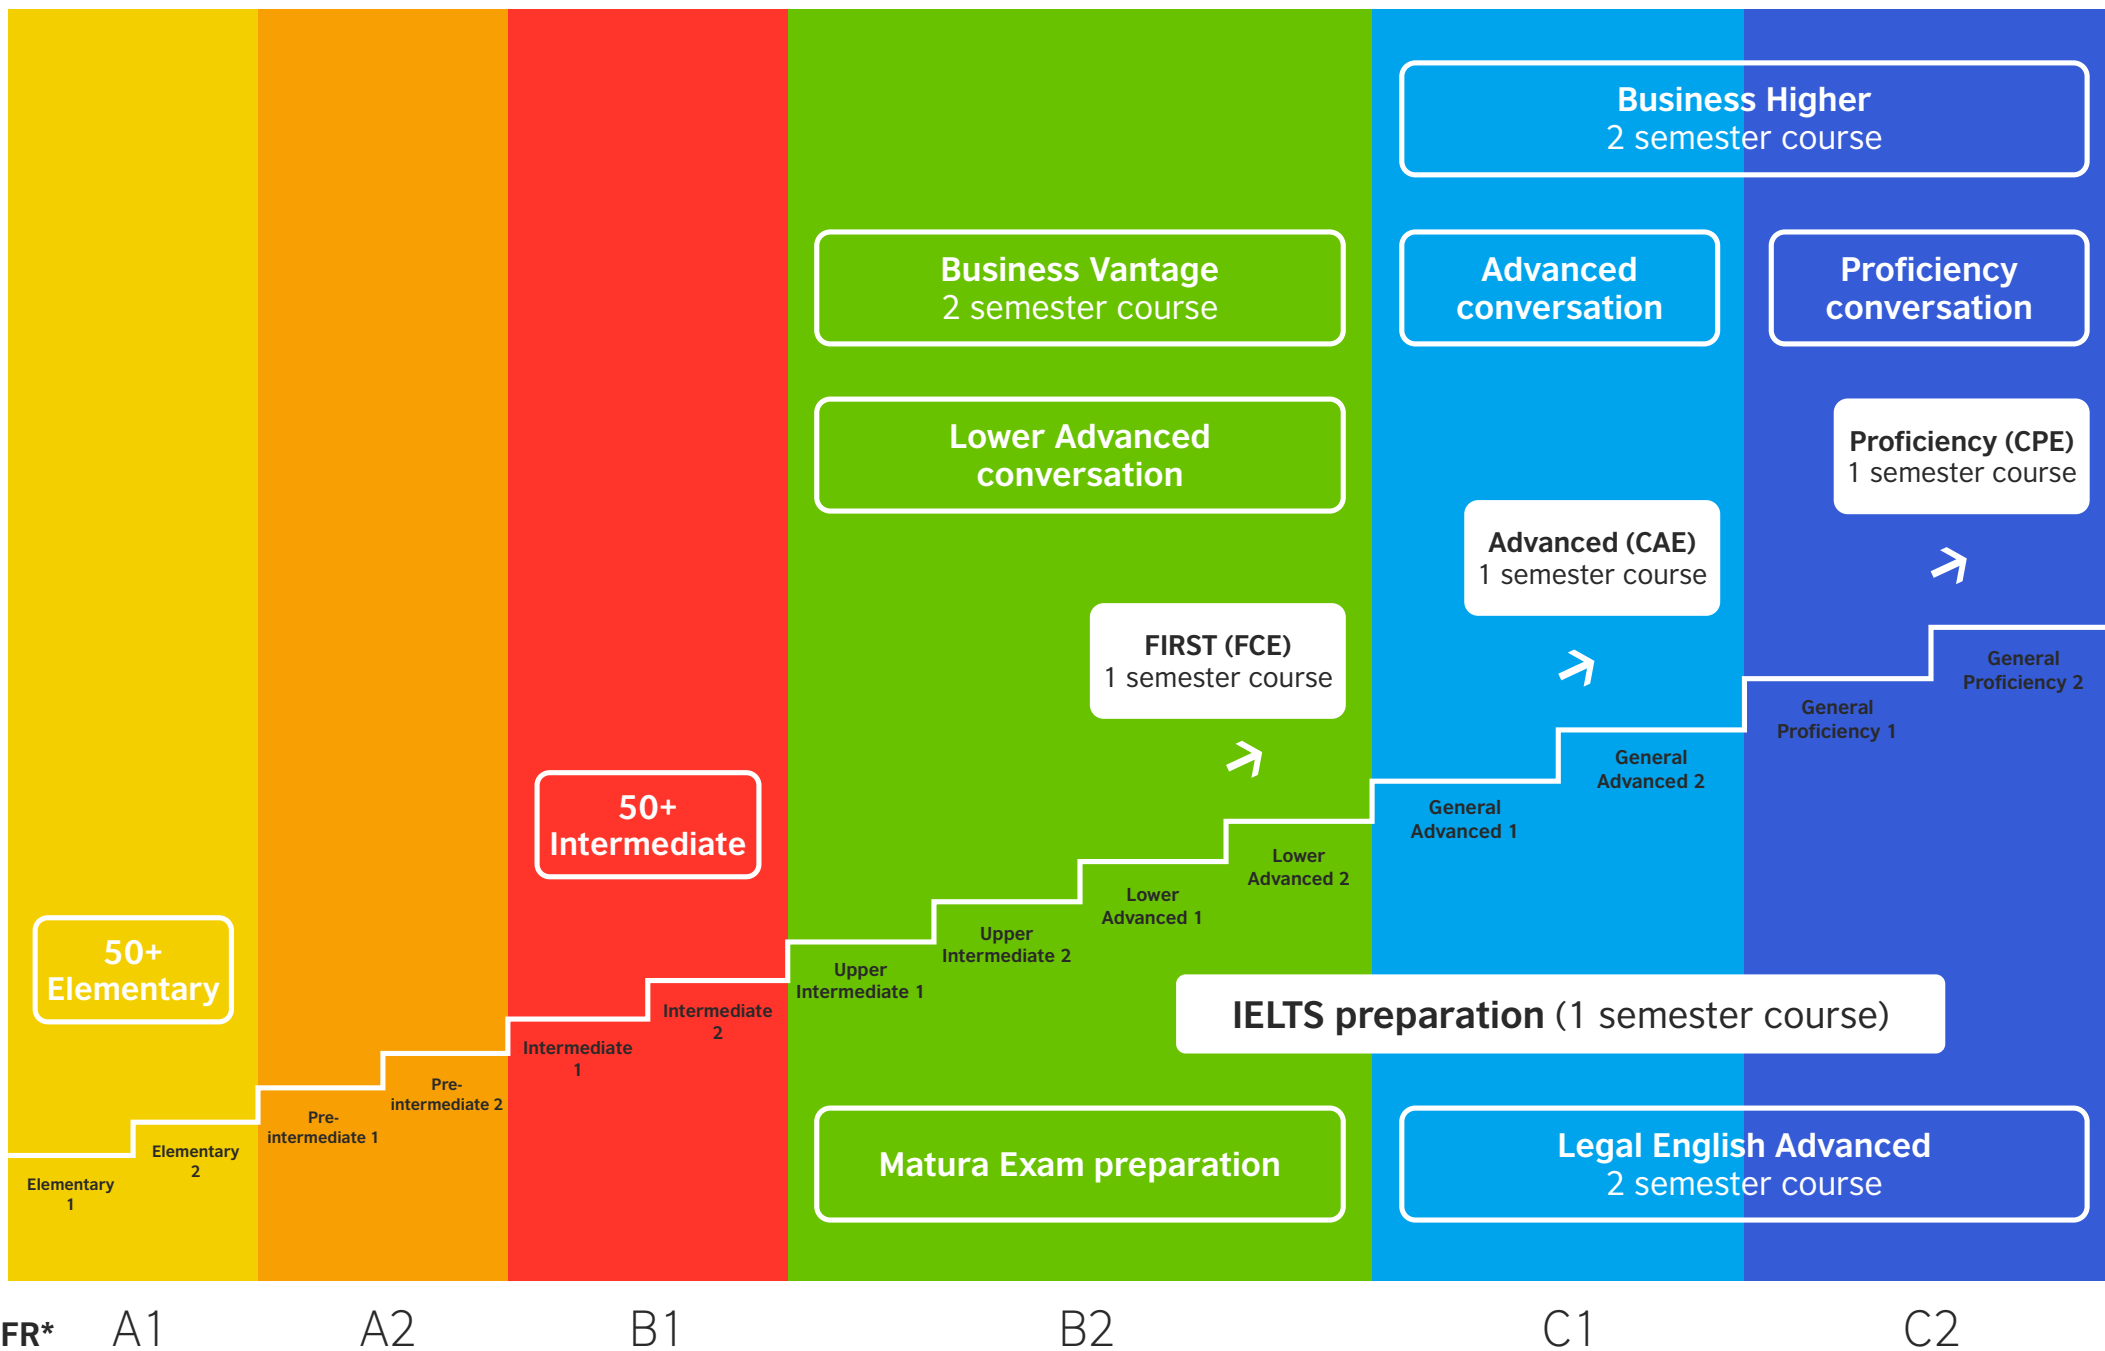 Business Higher
2 semester course
Business Vantage
2 semester course
Advanced
conversation
Proficiency
conversation
Lower Advanced
conversation
Proficiency (CPE)
1 semester course
Advanced (CAE)
1 semester course
FIRST (FCE)
1 semester course
General
Proficiency 2
General
Proficiency 1
General
Advanced 2
General
Advanced 1
50+
Intermediate
Lower
Advanced 2
Lower
Advanced 1
Upper
Intermediate 2
Upper
Intermediate 1
50+
Elementary
Intermediate
2
Intermediate
1
IELTS preparation (1 semester course)
Pre-
intermediate 2
Pre-
intermediate 1
Elementary
2
Elementary
1
Matura Exam preparation
Legal English Advanced
2 semester course
FR* A1 A2 B1 B2 C1 C2